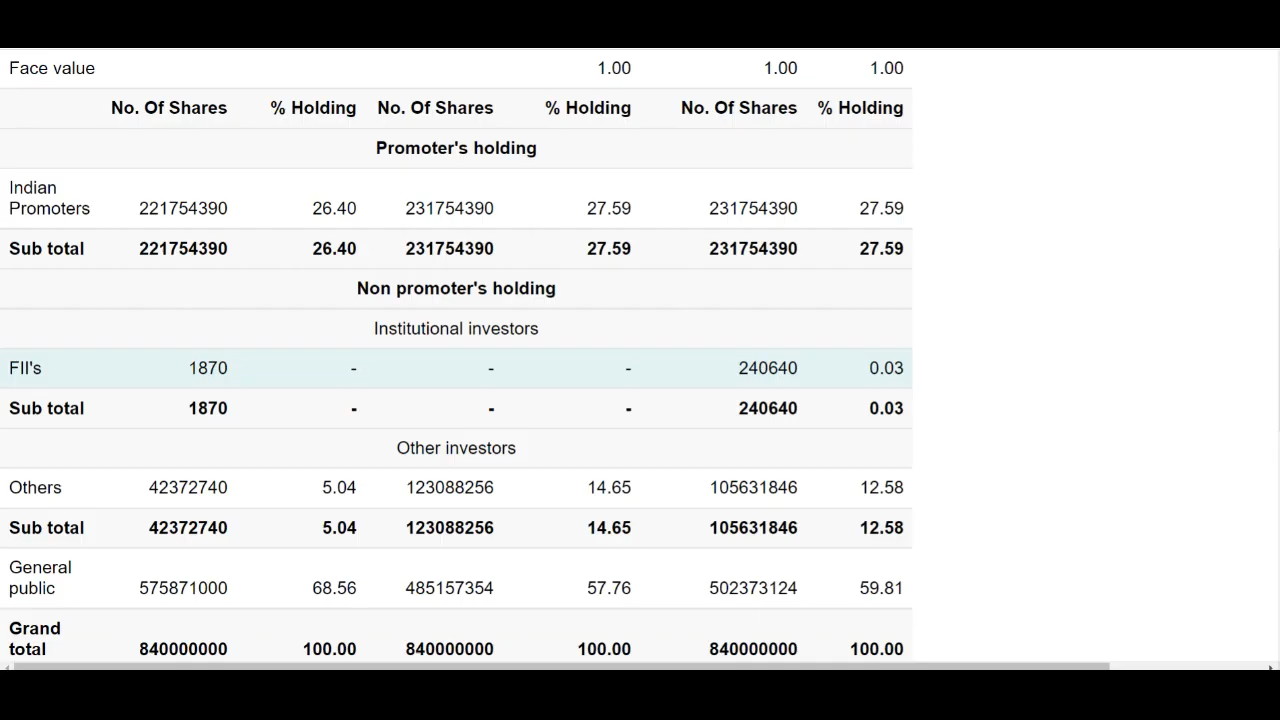 Face value 1.00 1.00 1.00
No. Of Shares % Holding No. Of Shares % Holding No. Of Shares % Holding
Promoter's holding
Indian
Promoters 221754390 26.40 231754390 27.59 231754390 27.59
Sub total 221754390 26.40 231754390 27.59 231754390 27.59
Non promoter's holding
Institutional investors
FII's 1870 - - - 240640 0.03
Sub total 1870 - - - 240640 0.03
Other investors
Others 42372740 5.04 123088256 14.65 105631846 12.58
Sub total 42372740 5.04 123088256 14.65 105631846 12.58
General
public 575871000 68.56 485157354 57.76 502373124 59.81
Grand
total 840000000 100.00 840000000 100.00 840000000 100.00